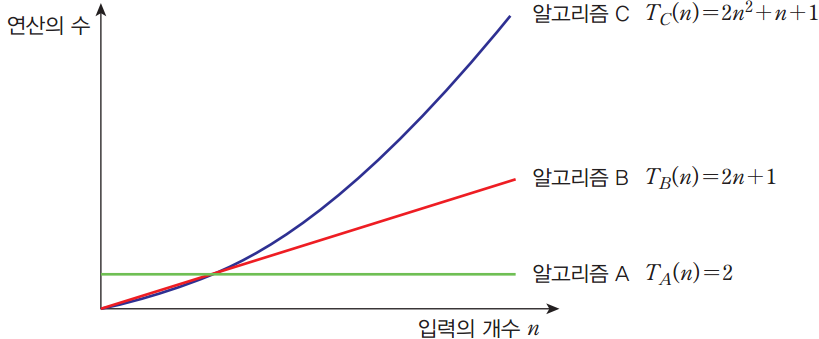 연산의 수
알고리즘 C T_C(n)=2n²+n+1
알고리즘 B T_B(n)=2n+1
알고리즘 A T_A(n)=2
입력의 개수 n